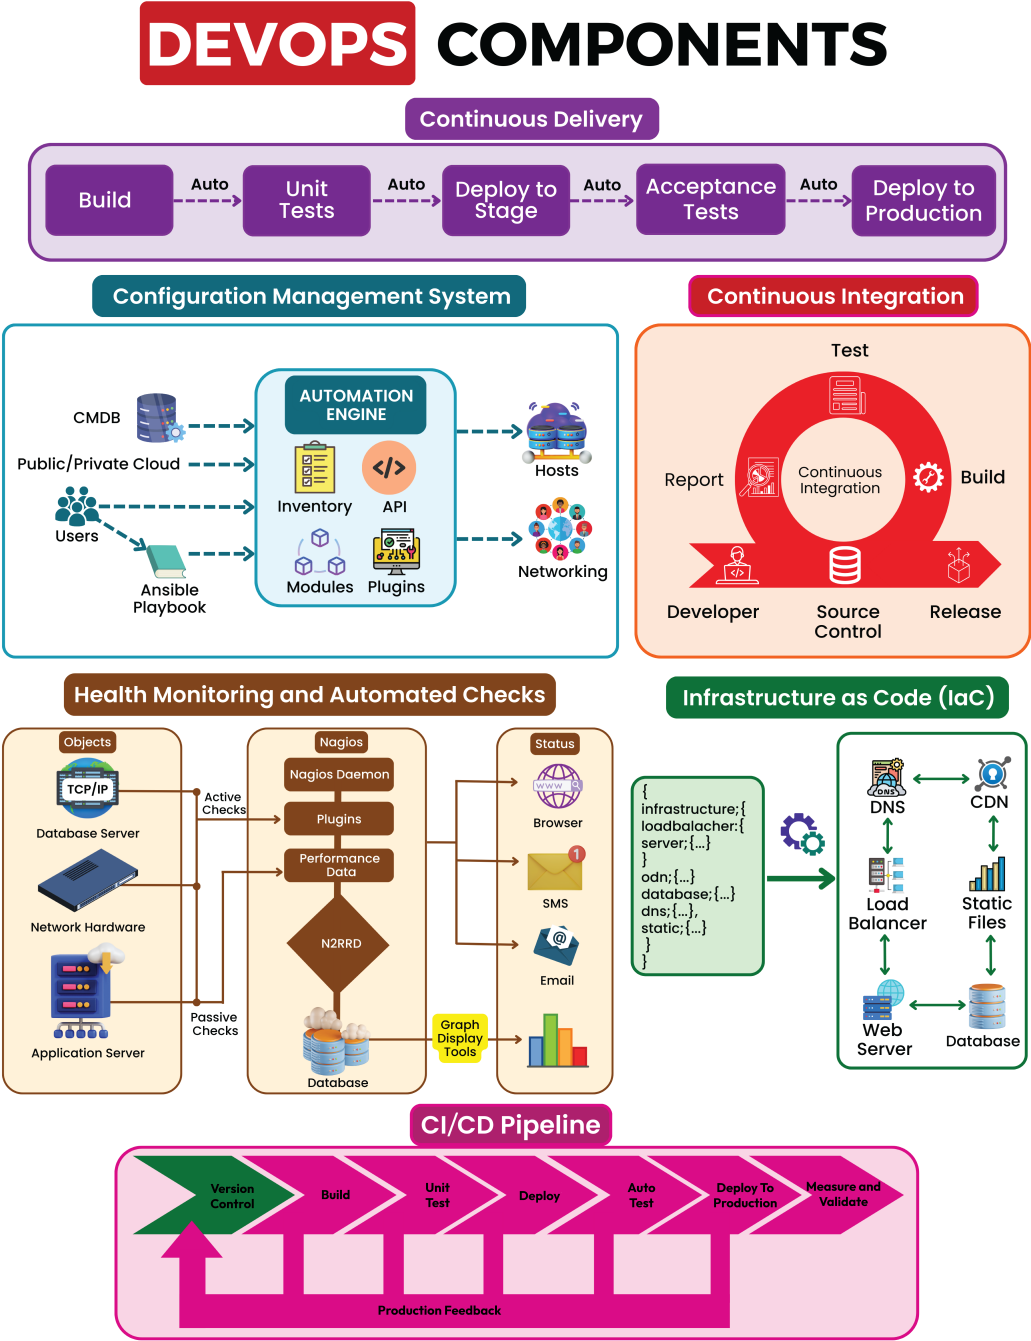 DEVOPS COMPONENTS
Continuous Delivery
Build
Auto
Unit
Tests
Auto
Deploy to
Stage
Auto
Acceptance
Tests
Auto
Deploy to
Production
Configuration Management System
CMDB
Public/Private Cloud
Users
Ansible
Playbook
AUTOMATION
ENGINE
Inventory
API
</>
Modules
Plugins
Hosts
Networking
Continuous Integration
Test
Report
Continuous
Integration
Build
</>
Developer
Source
Control
Release
Health Monitoring and Automated Checks
Objects
TCP/IP
Database Server
Network Hardware
Application Server
Active
Checks
Passive
Checks
Nagios
Nagios Daemon
Plugins
Performance
Data
N2RRD
Database
Graph
Display
Tools
Status
www
Browser
1
SMS
@
Email
Infrastructure as Code (IaC)
{
infrastructure;{
loadbalacher:{
server;{...}
}
odn;{...}
database;{...}
dns;{...},
static;{...}
}
}
DNS
DNS
CDN
Load
Balancer
Static
Files
Web
Server
Database
CI/CD Pipeline
Version
Control
Build
Unit
Test
Deploy
Auto
Test
Deploy To
Production
Measure and
Validate
Production Feedback